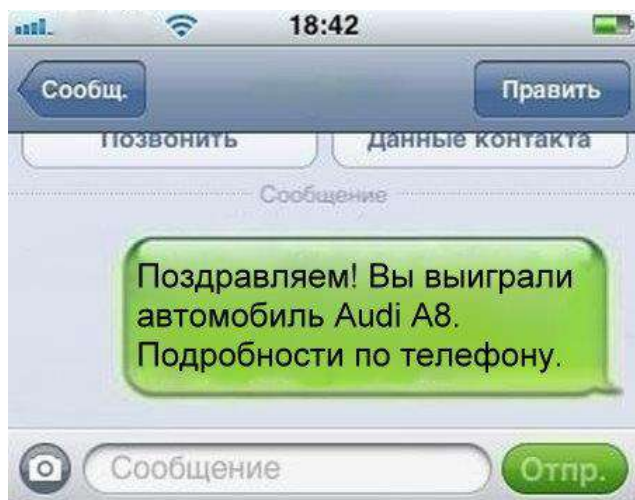 18:42
Сообщ.
Править
Позвонить
Данные контакта
Сообщение
Поздравляем! Вы выиграли
автомобиль Audi A8.
Подробности по телефону.
Сообщение
Отпр.